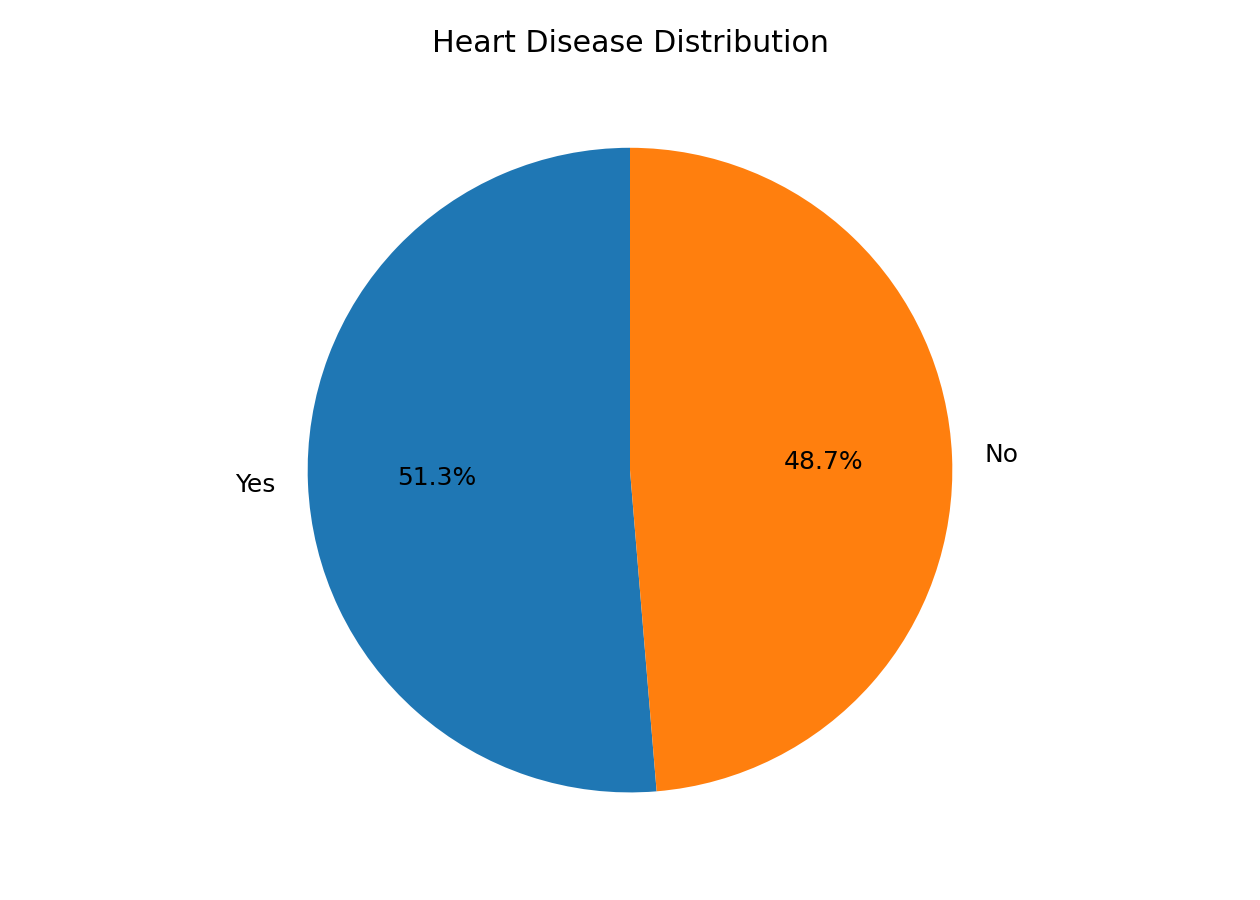 Heart Disease Distribution
No
48.7%
51.3%
Yes